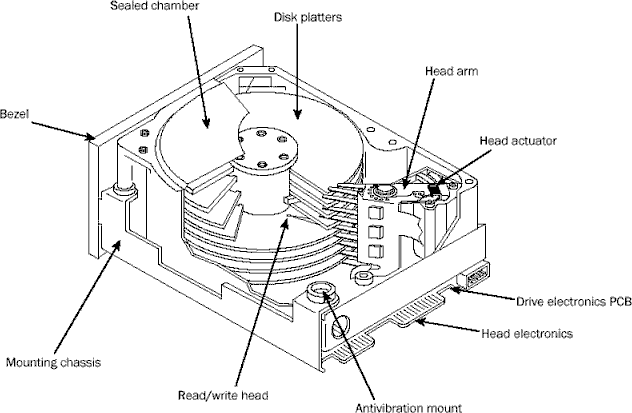 Sealed chamber
Disk platters
Head arm
Bezel
Head actuator
Drive electronics PCB
Head electronics
Mounting chassis
Read/write head
Antivibration mount